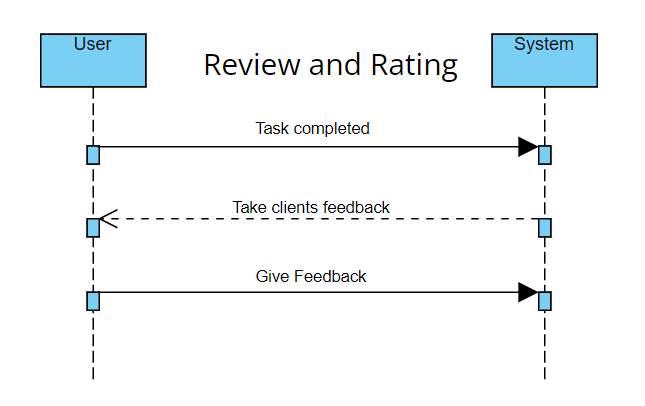 User
System
Review and Rating
Task completed
Take clients feedback
Give Feedback